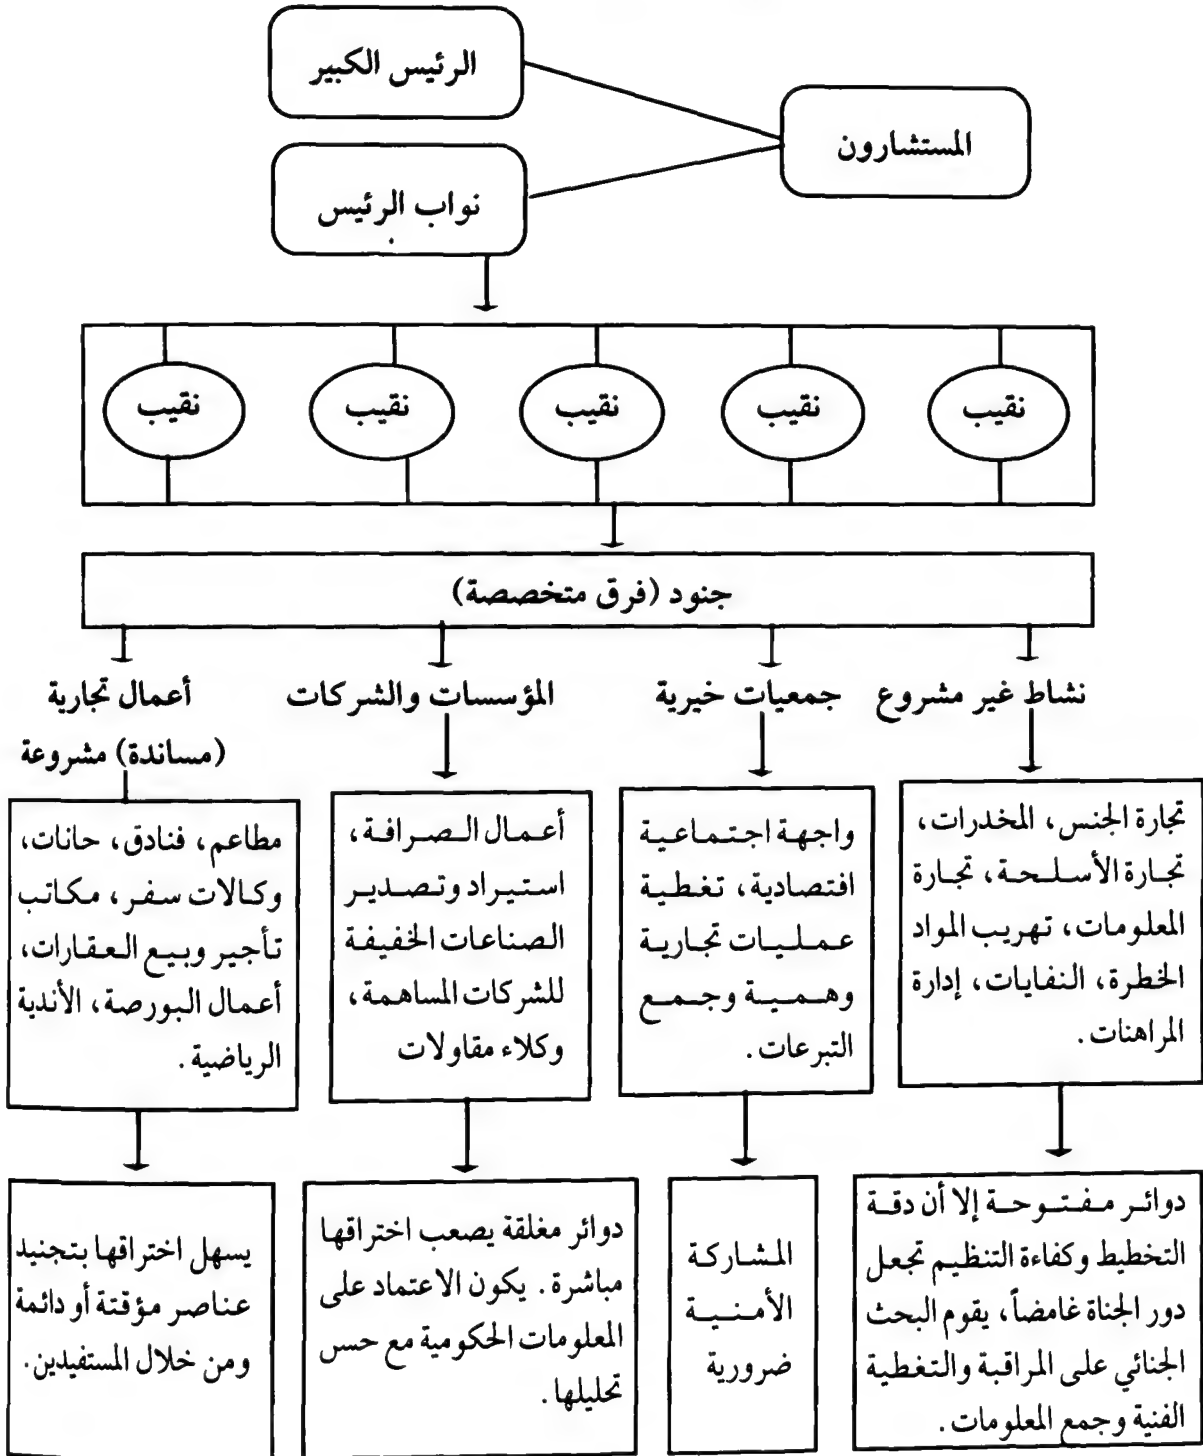 الرئيس الكبير
المستشارون
نواب الرئيس
نقيب
نقيب
نقيب
نقيب
نقيب
جنود (فرق متخصصة)
نشاط غير مشروع
جمعيات خيرية
المؤسسات والشركات
أعمال تجارية
(مساندة) مشروعة
تجارة الجنس، المخدرات،
تجارة الأسلحة، تجارة
المعلومات، تهريب المواد
الخطرة، النفايات، إدارة
المراهنات.
واجهة اجتماعية
افتصادية، تغطية
عمليات تجارية
وهمية وجمع
التبرعات.
أعمال الصرافة،
استيراد وتصدير
الصناعات الخفيفة
للشركات المساهمة،
وكلاء مقاولات
مطاعم، فنادق، حانات،
وكالات سفر، مكاتب
تأجير وبيع العقارات،
أعمال البورصة، الأندية
الرياضية.
دوائر مفتوحة إلا أن دقة
التخطيط وكفاءة التنظيم تجعل
دور الجناة غامضاً، يقوم البحث
الجنائي على المراقبة والتغطية
الفنية وجمع المعلومات.
المشاركة
الأمنية
ضرورية
دوائر مغلقة يصعب اختراقها
مباشرة. يكون الاعتماد على
المعلومات الحكومية مع حسن
تحليلها.
يسهل اختراقها بتجنيد
عناصر مؤقتة أو دائمة
ومن خلال المستفيدين.